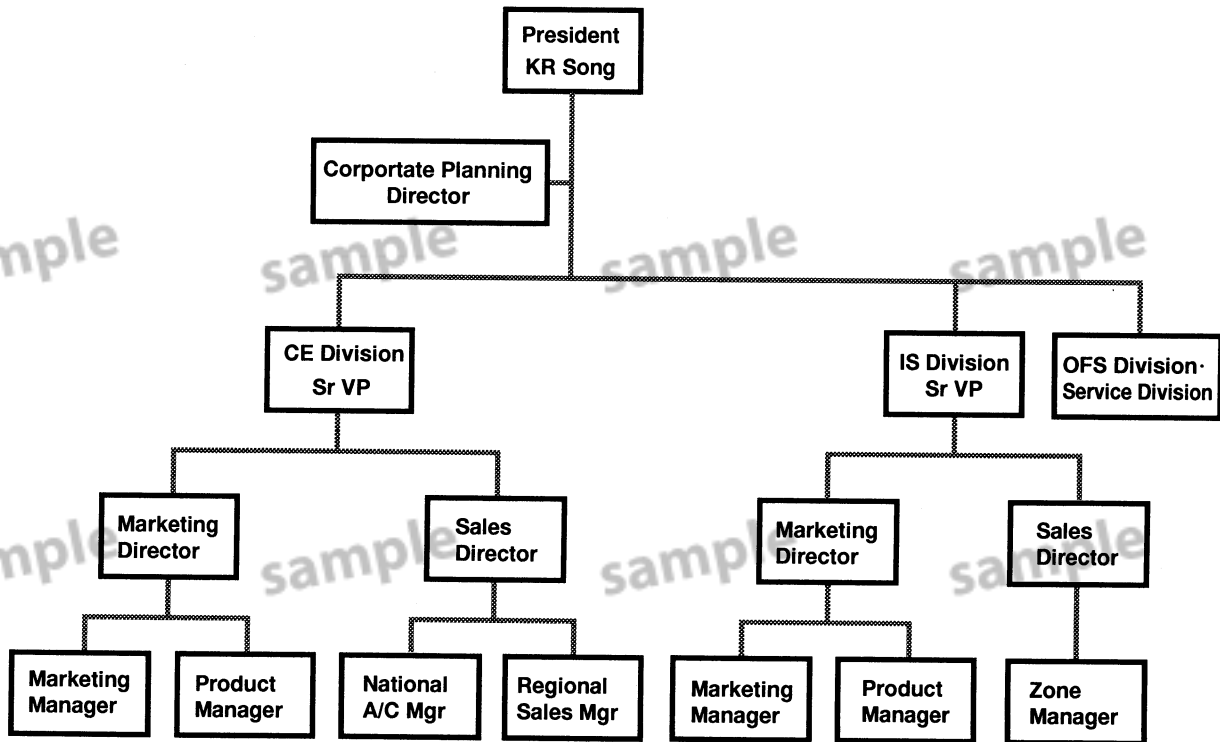 President
KR Song
Corportate Planning
Director
sample
sample
sample
sample
CE Division
Sr VP
IS Division
Sr VP
OFS Division·
Service Division
Marketing
Director
Sales
Director
Marketing
Director
Sales
Director
sample
sample
sample
sample
Marketing
Manager
Product
Manager
National
A/C Mgr
Regional
Sales Mgr
Marketing
Manager
Product
Manager
Zone
Manager